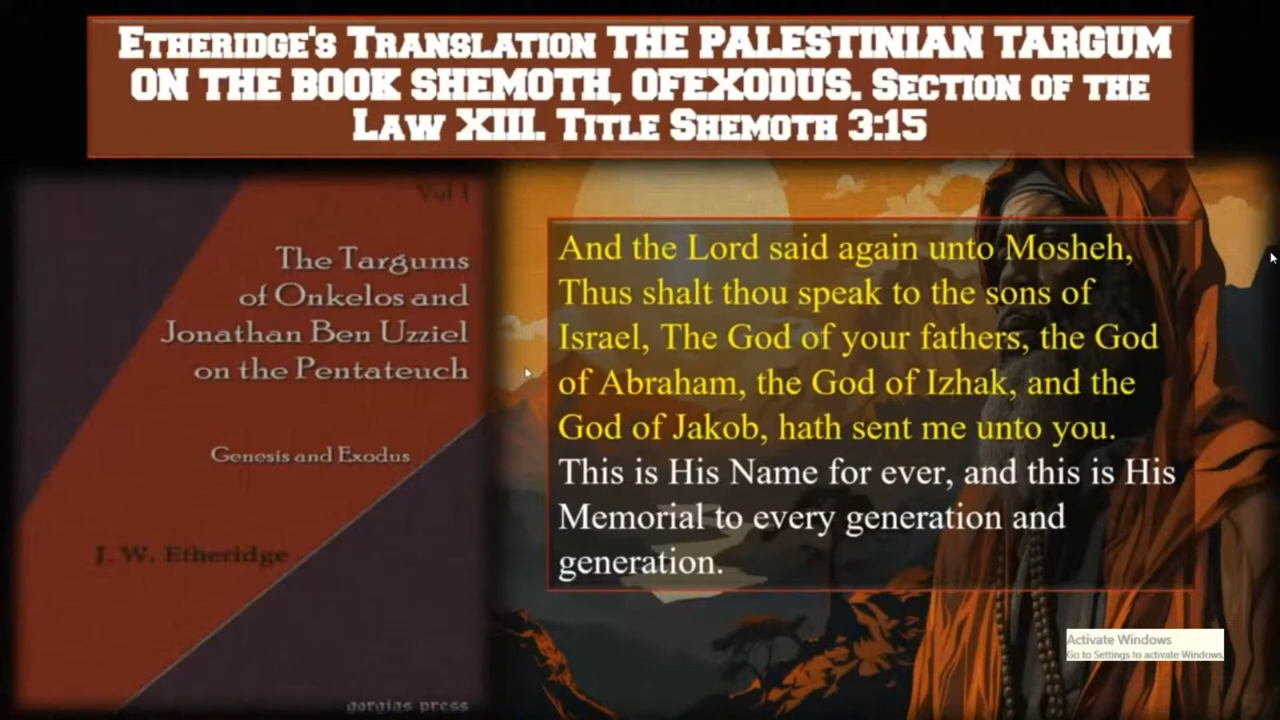 ETHERIDGE'S TRANSLATION THE PALESTINIAN TARGUM
ON THE BOOK SHEMOTH, OFEXODUS. SECTION OF THE
LAW XIII. TITLE SHEMOTH 3:15
Vol 1
The Targums
of Onkelos and
Jonathan Ben Uzziel
on the Pentateuch
Genesis and Exodus
J. W. Etheridge
gorgias press
And the Lord said again unto Mosheh,
Thus shalt thou speak to the sons of
Israel, The God of your fathers, the God
of Abraham, the God of Izhak, and the
God of Jakob, hath sent me unto you.
This is His Name for ever, and this is His
Memorial to every generation and
generation.
Activate Windows
Go to Settings to activate Windows.